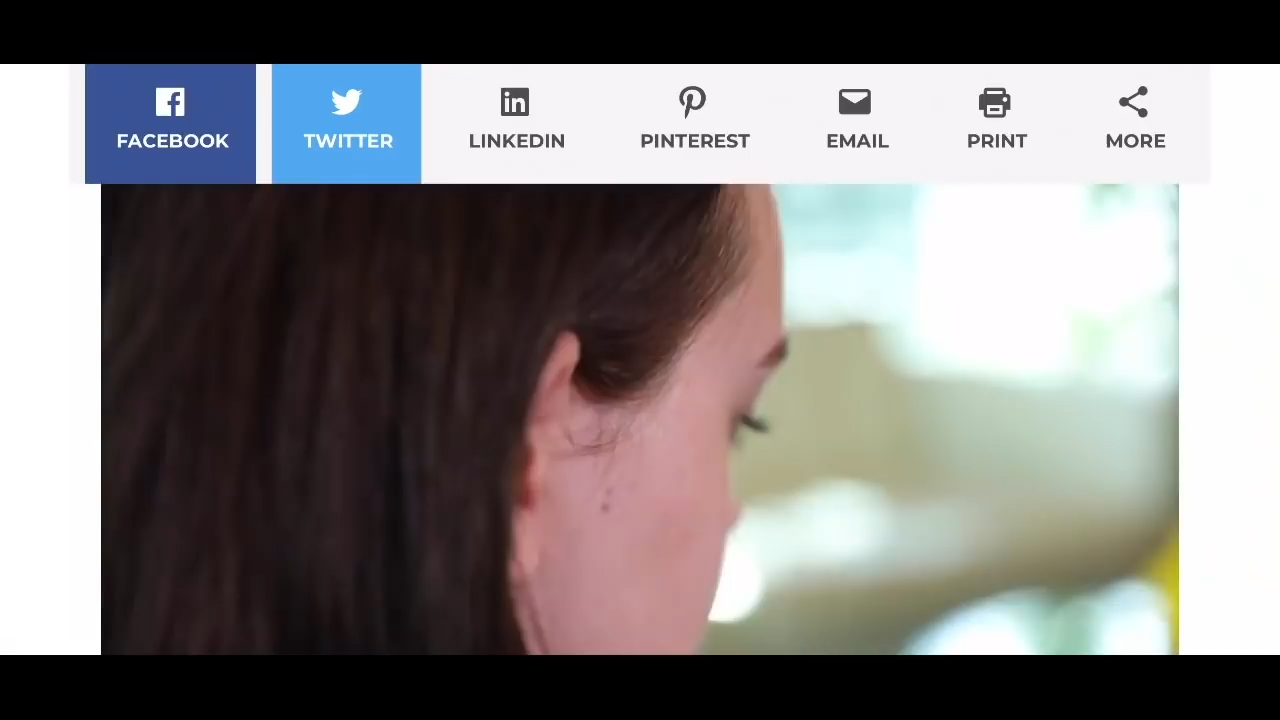 FACEBOOK
TWITTER
LINKEDIN
PINTEREST
EMAIL
PRINT
MORE